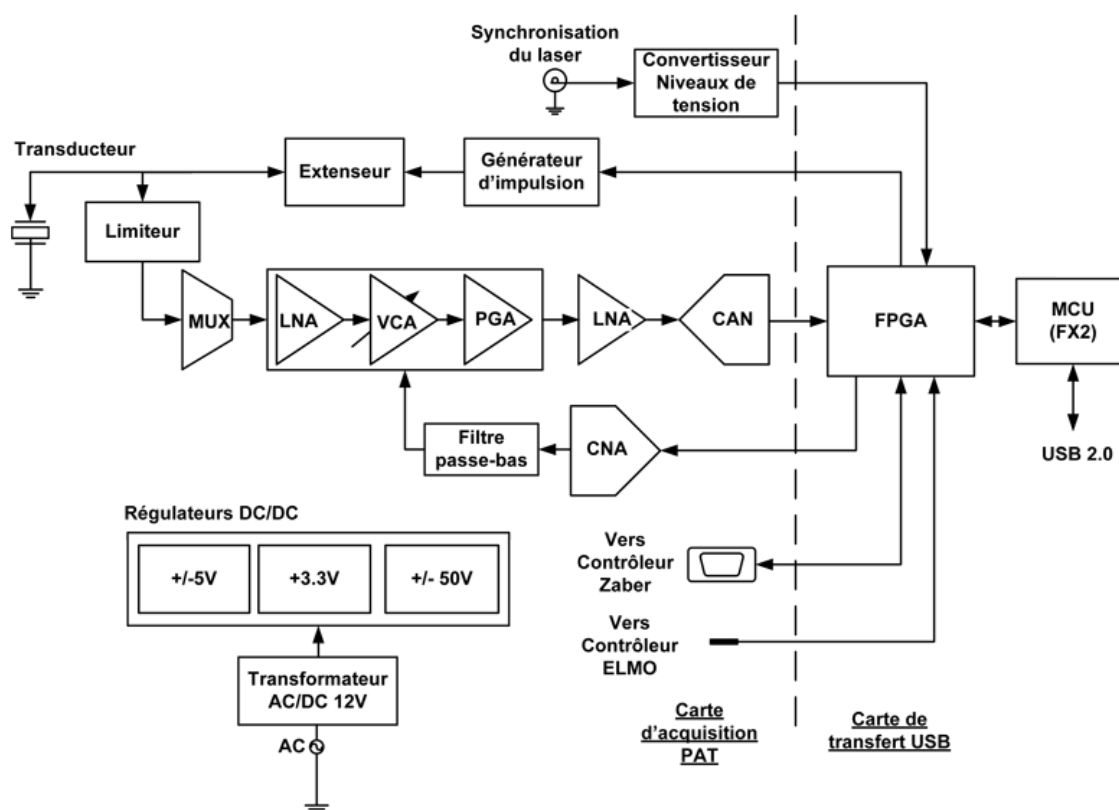 Synchronisation
du laser
Convertisseur
Niveaux de
tension
Transducteur
Extenseur
Générateur
d'impulsion
Limiteur
MUX
LNA
VCA
PGA
LNA
CAN
FPGA
MCU
(FX2)
Filtre
passe-bas
CNA
USB 2.0
Régulateurs DC/DC
+/-5V
+3.3V
+/- 50V
Vers
Contrôleur
Zaber
Vers
Contrôleur
ELMO
Transformateur
AC/DC 12V
AC
Carte
d'acquisition
PAT
Carte de
transfert USB